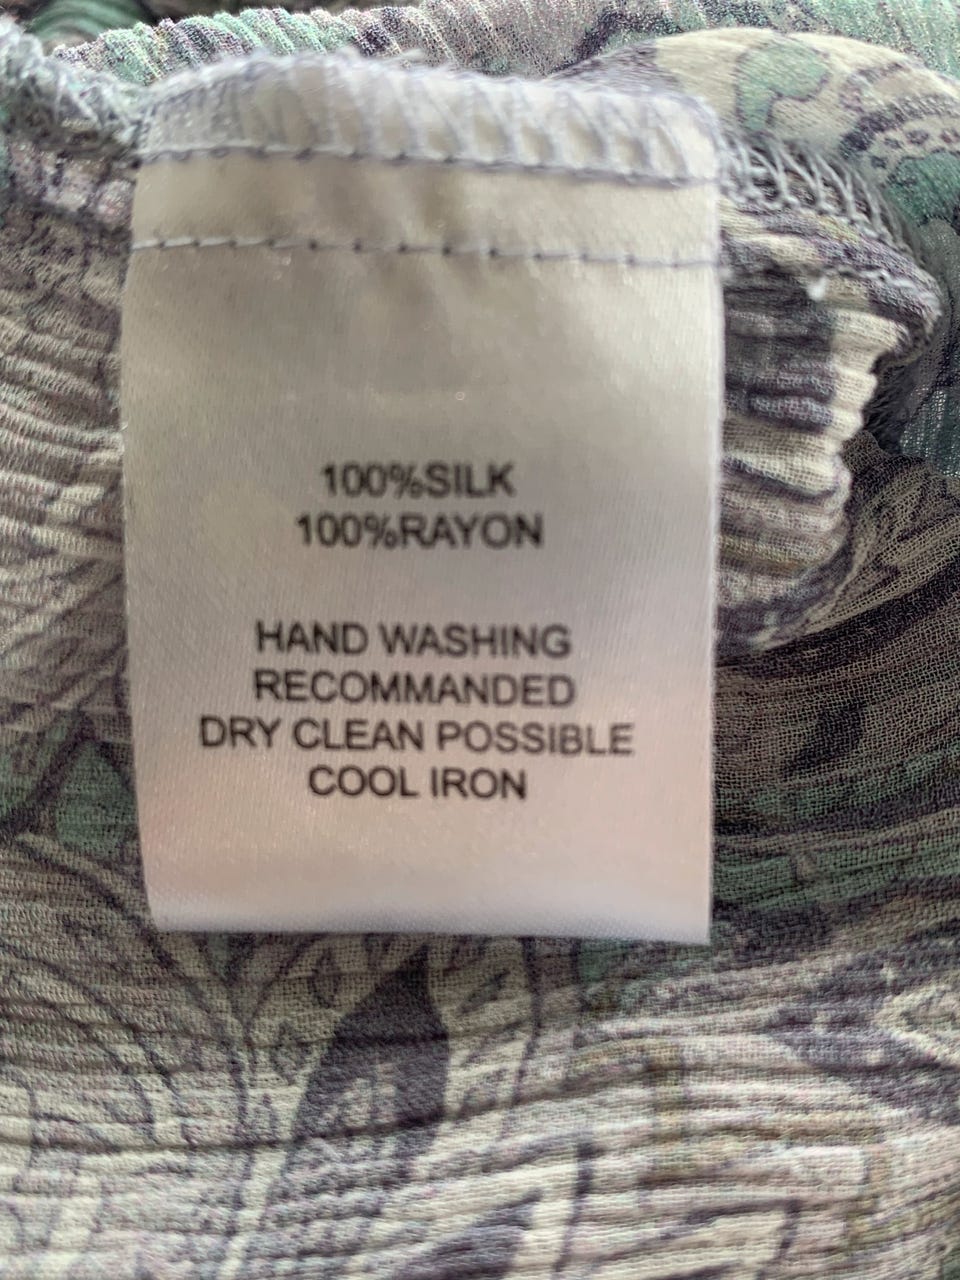 100%SILK
100%RAYON
HAND WASHING
RECOMMANDED
DRY CLEAN POSSIBLE
COOL IRON